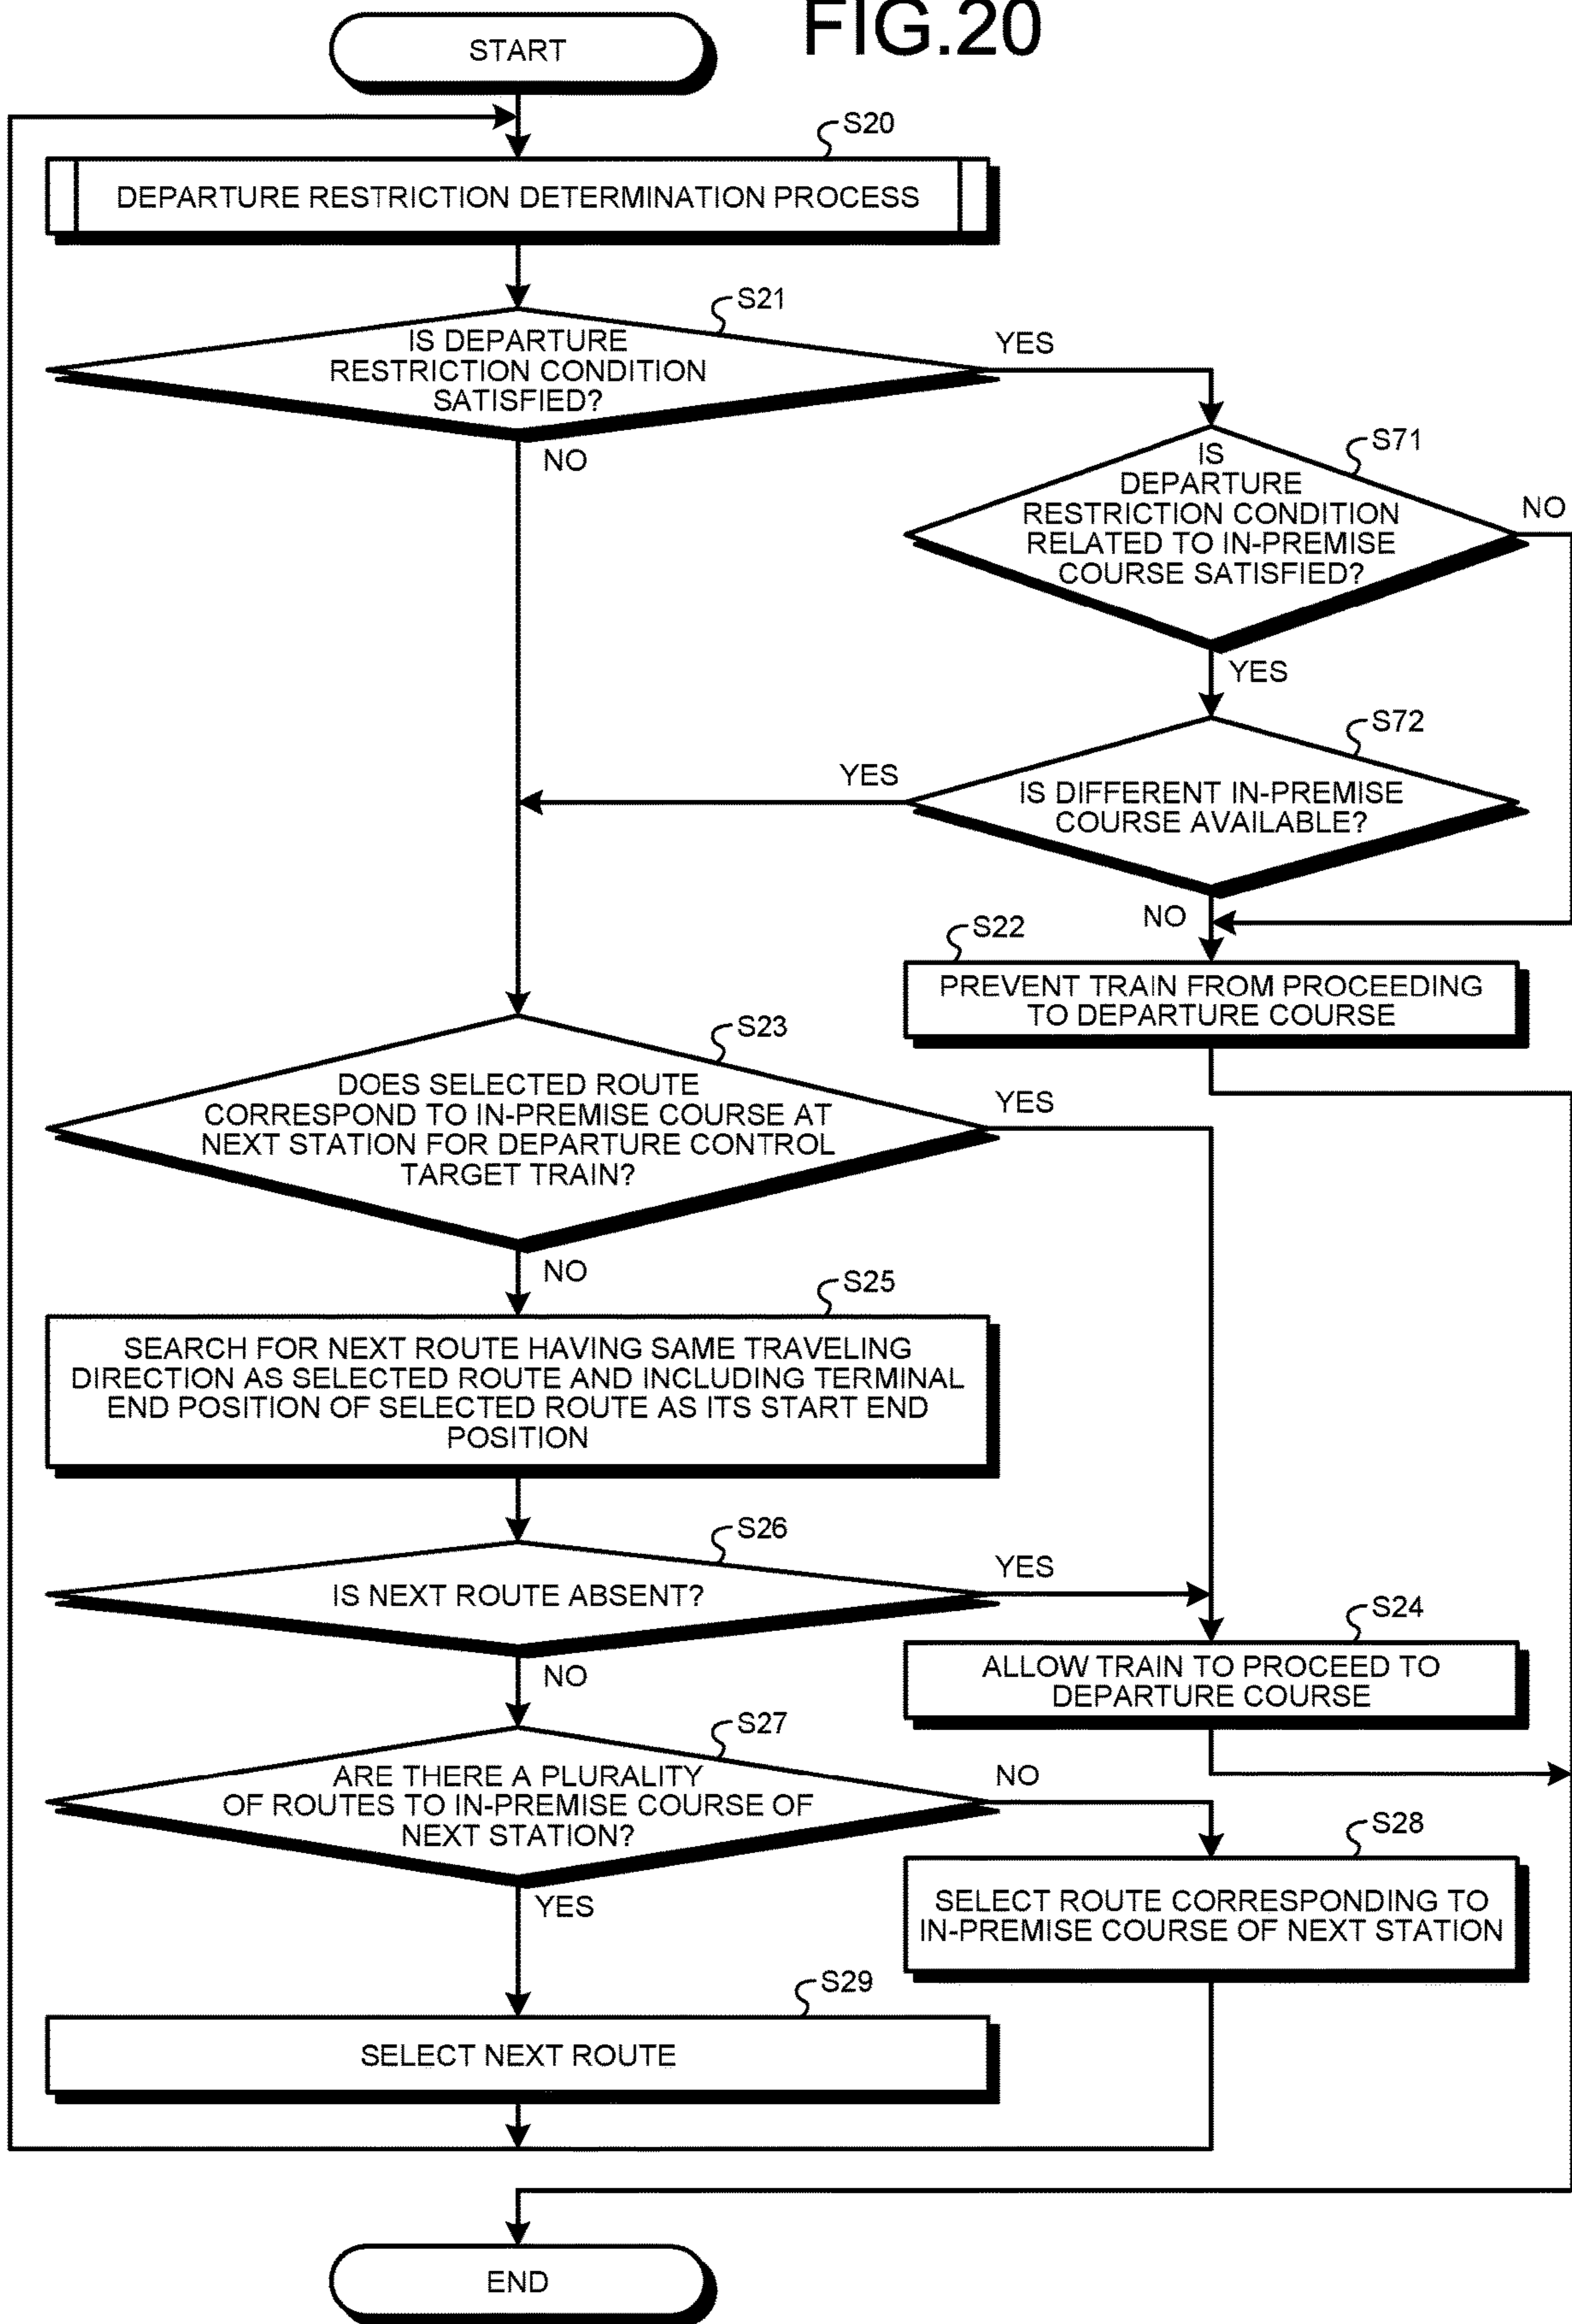 FIG.20
START
S20
DEPARTURE RESTRICTION DETERMINATION PROCESS
S21
IS DEPARTURE
RESTRICTION CONDITION
SATISFIED?
YES
NO
S71
IS
DEPARTURE
RESTRICTION CONDITION
RELATED TO IN-PREMISE
COURSE SATISFIED?
NO
YES
S72
IS DIFFERENT IN-PREMISE
COURSE AVAILABLE?
YES
NO
S22
PREVENT TRAIN FROM PROCEEDING
TO DEPARTURE COURSE
S23
DOES SELECTED ROUTE
CORRESPOND TO IN-PREMISE COURSE AT
NEXT STATION FOR DEPARTURE CONTROL
TARGET TRAIN?
YES
NO
S25
SEARCH FOR NEXT ROUTE HAVING SAME TRAVELING
DIRECTION AS SELECTED ROUTE AND INCLUDING TERMINAL
END POSITION OF SELECTED ROUTE AS ITS START END
POSITION
S26
IS NEXT ROUTE ABSENT?
YES
NO
S24
ALLOW TRAIN TO PROCEED TO
DEPARTURE COURSE
S27
ARE THERE A PLURALITY
OF ROUTES TO IN-PREMISE COURSE OF
NEXT STATION?
NO
YES
S28
SELECT ROUTE CORRESPONDING TO
IN-PREMISE COURSE OF NEXT STATION
S29
SELECT NEXT ROUTE
END